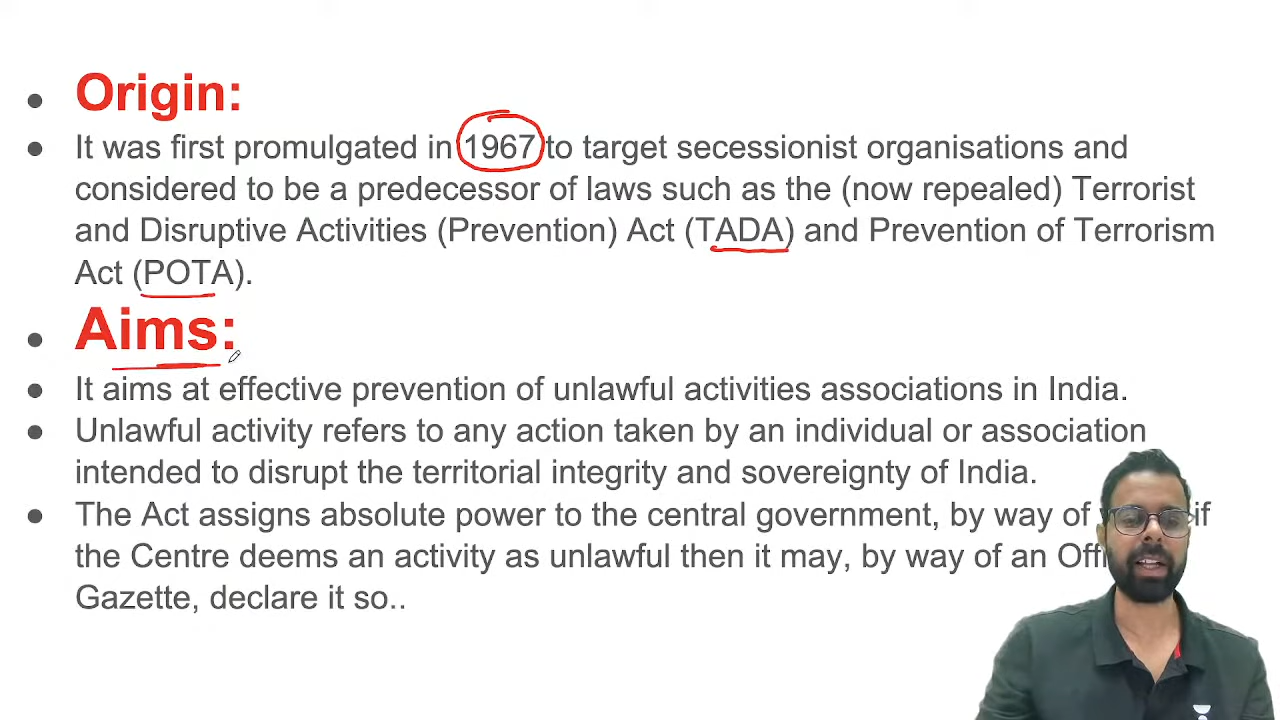 Origin:
It was first promulgated in 1967 to target secessionist organisations and
considered to be a predecessor of laws such as the (now repealed) Terrorist
and Disruptive Activities (Prevention) Act (TADA) and Prevention of Terrorism
Act (POTA).
Aims:
It aims at effective prevention of unlawful activities associations in India.
Unlawful activity refers to any action taken by an individual or association
intended to disrupt the territorial integrity and sovereignty of India.
The Act assigns absolute power to the central government, by way of if
the Centre deems an activity as unlawful then it may, by way of an
Gazette, declare it so..